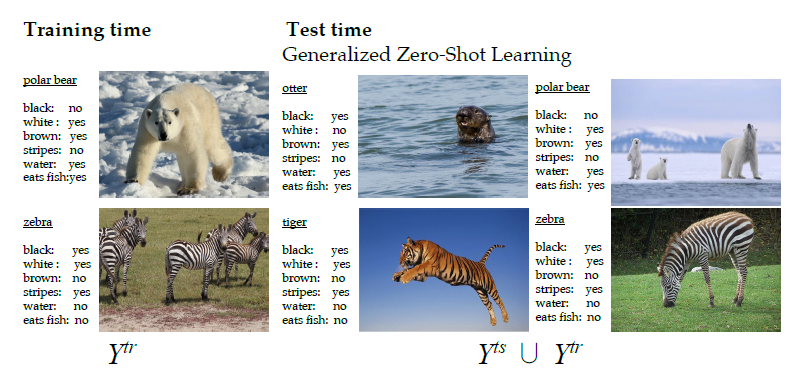 Training time
Test time
Generalized Zero-Shot Learning
polar bear
black: no
white : yes
brown: yes
stripes: no
water: yes
eats fish:yes
otter
black: yes
white : no
brown: yes
stripes: no
water: yes
eats fish: yes
polar bear
black: no
white : yes
brown: yes
stripes: no
water: yes
eats fish: yes
zebra
black: yes
white : yes
brown: no
stripes: yes
water: no
eats fish: no
tiger
black: yes
white : yes
brown: no
stripes: yes
water: no
eats fish: no
zebra
black: yes
white : yes
brown: no
stripes: yes
water: no
eats fish: no
Y^tr
Y^ts ∪ Y^tr